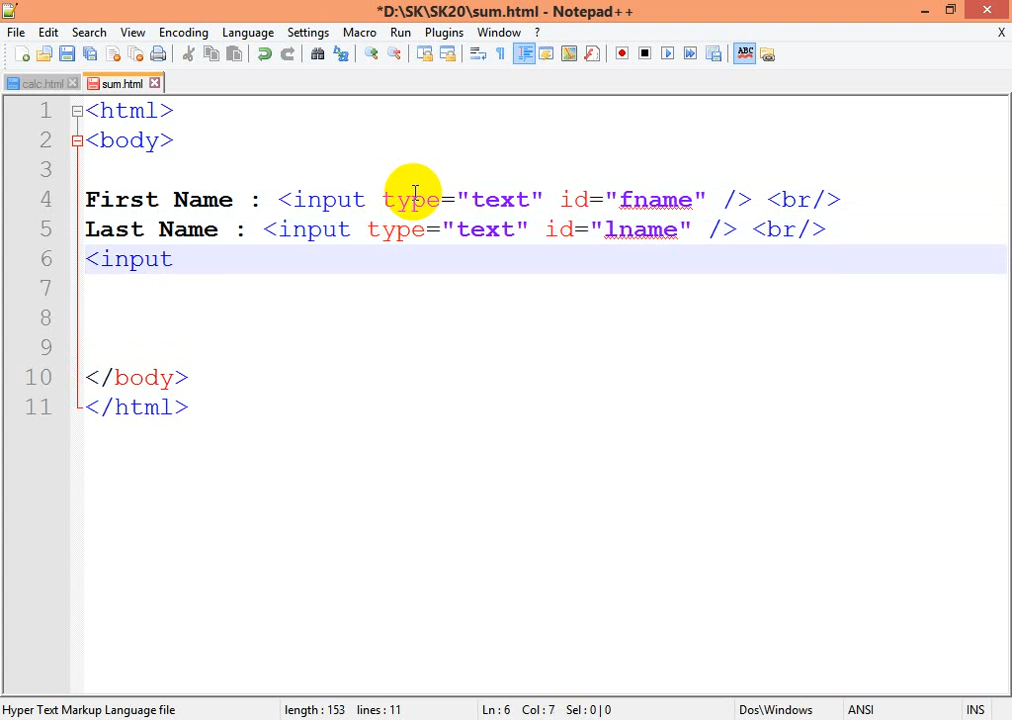 *D:\SK\SK20\sum.html - Notepad++
File Edit Search View Encoding Language Settings Macro Run Plugins Window ? X
ABC
calc.html sum.html
1 <html>
2 <body>
3
4 First Name : <input type="text" id="fname" /> <br/>
5 Last Name : <input type="text" id="lname" /> <br/>
6 <input
7
8
9
10 </body>
11 </html>
Hyper Text Markup Language file length : 153 lines : 11 Ln : 6 Col : 7 Sel : 0 | 0 Dos\Windows ANSI INS